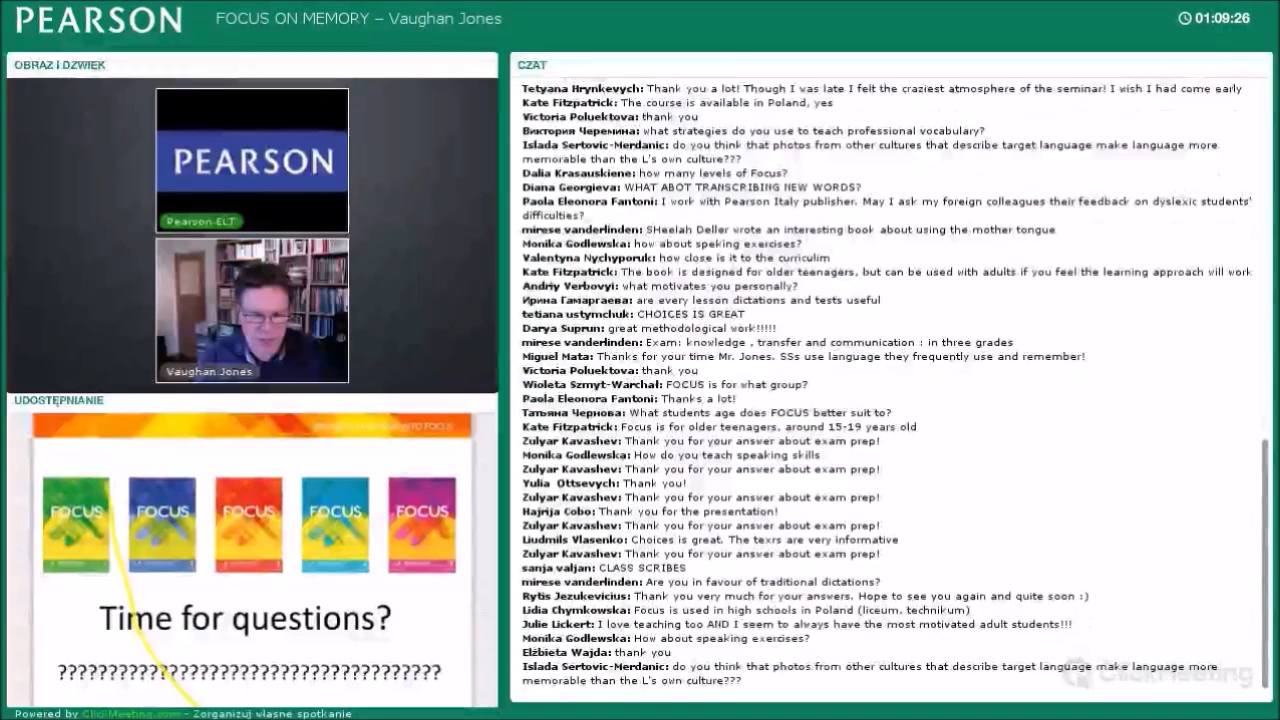 PEARSON
FOCUS ON MEMORY – Vaughan Jones
01:09:26
OBRAZ I DŹWIĘK
PEARSON
Pearson ELT
Vaughan Jones
UDOSTĘPNIANIE
INTO FOCUS
FOCUS
FOCUS
FOCUS
FOCUS
FOCUS
Time for questions?
??????????????????????????????????????
CZAT
Tetyana Hrynkevych: Thank you a lot! Though I was late I felt the craziest atmosphere of the seminar! I wish I had come early
Kate Fitzpatrick: The course is available in Poland, yes
Victoria Poluektova: thank you
Виктория Черемина: what strategies do you use to teach professional vocabulary?
Islada Sertovic-Merdanic: do you think that photos from other cultures that describe target language make language more
memorable than the L's own culture???
Dalia Krasauskiene: how many levels of Focus?
Diana Georgieva: WHAT ABOT TRANSCRIBING NEW WORDS?
Paola Eleonora Fantoni: I work with Pearson Italy publisher. May I ask my foreign colleagues their feedback on dyslexic students'
difficulties?
mirese vanderlinden: SHeelah Deller wrote an interesting book about using the mother tongue
Monika Godlewska: how about speking exercises?
Valentyna Nychyporuk: how close is it to the curriculim
Kate Fitzpatrick: The book is designed for older teenagers, but can be used with adults if you feel the learning approach will work
Andriy Verbovyi: what motivates you personally?
Ирина Гамаргаева: are every lesson dictations and tests useful
tetiana ustymchuk: CHOICES IS GREAT
Darya Suprun: great methodological work!!!!!
mirese vanderlinden: Exam: knowledge , transfer and communication : in three grades
Miguel Mata: Thanks for your time Mr. Jones. SSs use language they frequently use and remember!
Victoria Poluektova: thank you
Wioleta Szmyt-Warchał: FOCUS is for what group?
Paola Eleonora Fantoni: Thanks a lot!
Татьяна Чернова: What students age does FOCUS better suit to?
Kate Fitzpatrick: Focus is for older teenagers, around 15-19 years old
Zulyar Kavashev: Thank you for your answer about exam prep!
Monika Godlewska: How do you teach speaking skills
Zulyar Kavashev: Thank you for your answer about exam prep!
Yulia Ottsevych: Thank you!
Zulyar Kavashev: Thank you for your answer about exam prep!
Hajrija Cobo: Thank you for the presentation!
Zulyar Kavashev: Thank you for your answer about exam prep!
Liudmils Vlasenko: Choices is great. The texrs are very informative
Zulyar Kavashev: Thank you for your answer about exam prep!
sanja valjan: CLASS SCRIBES
mirese vanderlinden: Are you in favour of traditional dictations?
Rytis Jezukevicius: Thank you very much for your answers. Hope to see you again and quite soon :)
Lidia Chymkowska: Focus is used in high schools in Poland (liceum, technikum)
Julie Lickert: I love teaching too AND I seem to always have the most motivated adult students!!!
Monika Godlewska: How about speaking exercises?
Elżbieta Wajda: thank you
Islada Sertovic-Merdanic: do you think that photos from other cultures that describe target language make language more
memorable than the L's own culture???
ClickMeeting
Powered by ClickMeeting.com - Zorganizuj własne spotkanie